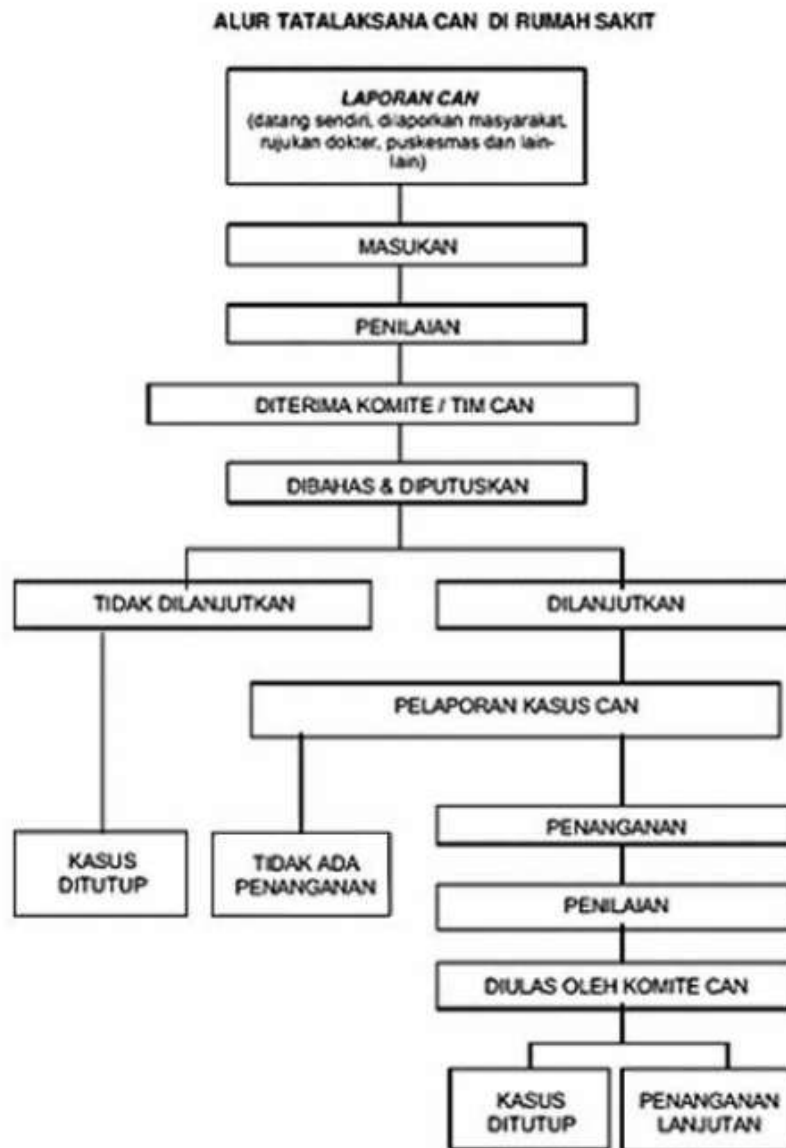 ALUR TATALAKSANA CAN DI RUMAH SAKIT
LAPORAN CAN
(datang sendiri, dilaporkan masyarakat,
rujukan dokter, puskesmas dan lain-
lain)
MASUKAN
PENILAIAN
DITERIMA KOMITE / TIM CAN
DIBAHAS & DIPUTUSKAN
TIDAK DILANJUTKAN
DILANJUTKAN
PELAPORAN KASUS CAN
KASUS
DITUTUP
TIDAK ADA
PENANGANAN
PENANGANAN
PENILAIAN
DIULAS OLEH KOMITE CAN
KASUS
DITUTUP
PENANGANAN
LANJUTAN